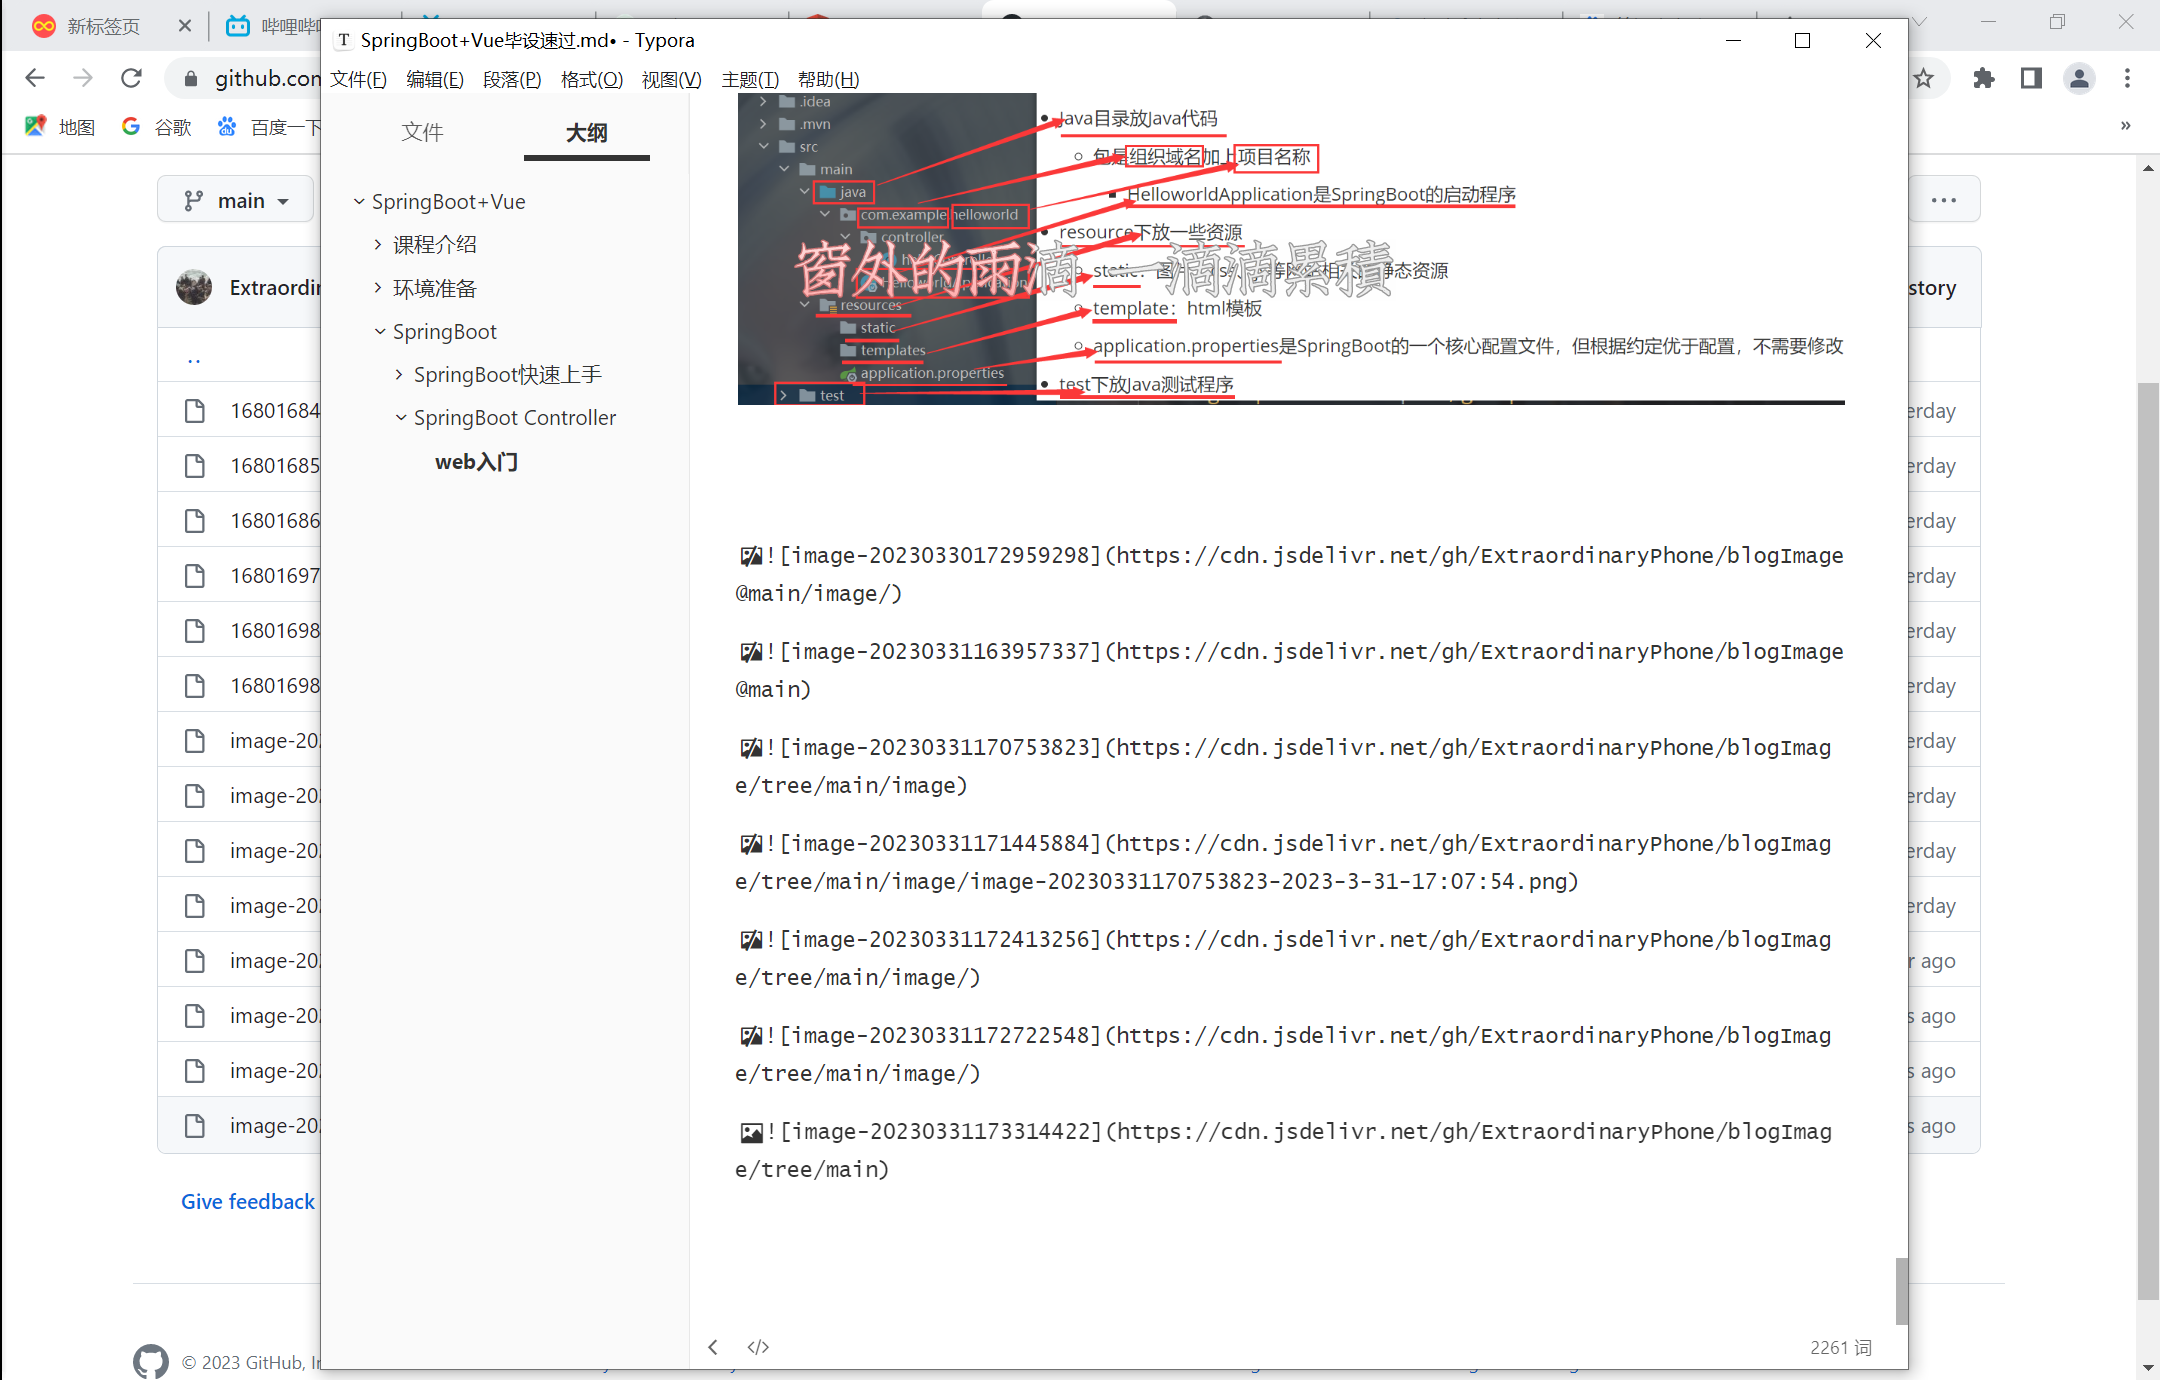 新标签页
SpringBoot+Vue毕设速过.md• - Typora
github.com
文件(F) 编辑(E) 段落(P) 格式(O) 视图(V) 主题(T) 帮助(H)
地图 谷歌 百度一下
文件 大纲
SpringBoot+Vue
课程介绍
环境准备
SpringBoot
SpringBoot快速上手
SpringBoot Controller
web入门
main
Extraordin
story
..
16801684
16801685
16801686
16801697
16801698
16801698
image-20
image-20
image-20
image-20
image-20
image-20
image-20
image-20
erday
erday
erday
erday
erday
erday
erday
erday
erday
erday
r ago
s ago
s ago
s ago
Give feedback
.idea
.mvn
src
main
java
com.example.helloworld
controller
resources
static
templates
application.properties
test
Java目录放Java代码
包是组织域名加上项目名称
HelloworldApplication是SpringBoot的启动程序
resource下放一些资源
static: 静态资源
template：html模板
application.properties是SpringBoot的一个核心配置文件，但根据约定优于配置，不需要修改
test下放Java测试程序
窗外的雨滴 一滴滴累積
![image-20230330172959298](https://cdn.jsdelivr.net/gh/ExtraordinaryPhone/blogImage
@main/image/)
![image-20230331163957337](https://cdn.jsdelivr.net/gh/ExtraordinaryPhone/blogImage
@main)
![image-20230331170753823](https://cdn.jsdelivr.net/gh/ExtraordinaryPhone/blogImag
e/tree/main/image)
![image-20230331171445884](https://cdn.jsdelivr.net/gh/ExtraordinaryPhone/blogImag
e/tree/main/image/image-20230331170753823-2023-3-31-17:07:54.png)
![image-20230331172413256](https://cdn.jsdelivr.net/gh/ExtraordinaryPhone/blogImag
e/tree/main/image/)
![image-20230331172722548](https://cdn.jsdelivr.net/gh/ExtraordinaryPhone/blogImag
e/tree/main/image/)
![image-20230331173314422](https://cdn.jsdelivr.net/gh/ExtraordinaryPhone/blogImag
e/tree/main)
2261 词
© 2023 GitHub, In